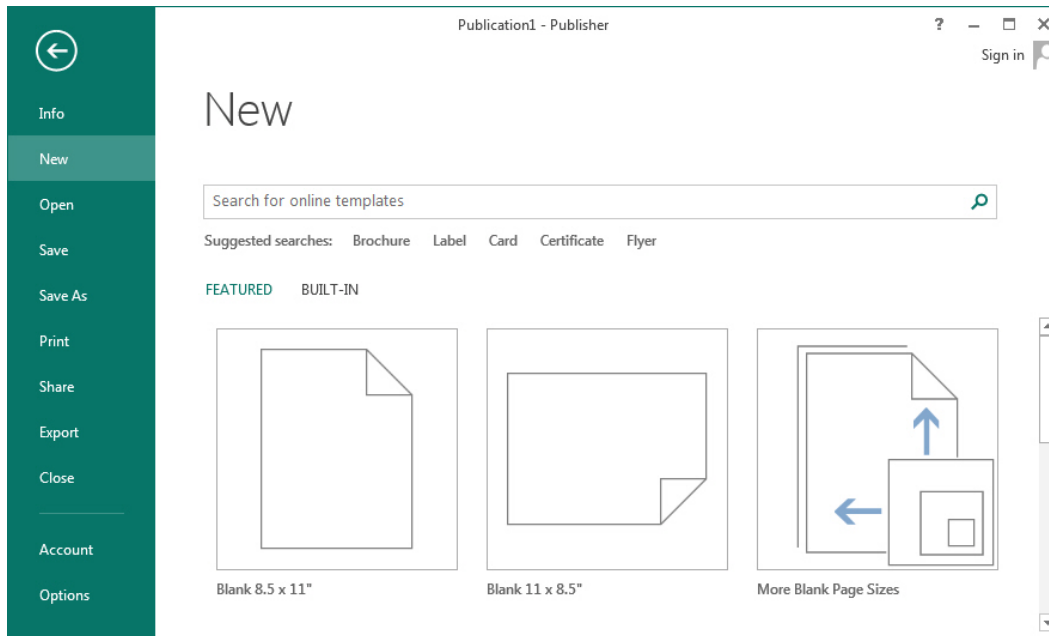 Publication1 - Publisher
?
Sign in
Info
New
Open
Save
Save As
Print
Share
Export
Close
Account
Options
New
Search for online templates
Suggested searches: Brochure Label Card Certificate Flyer
FEATURED BUILT-IN
Blank 8.5 x 11" Blank 11 x 8.5" More Blank Page Sizes